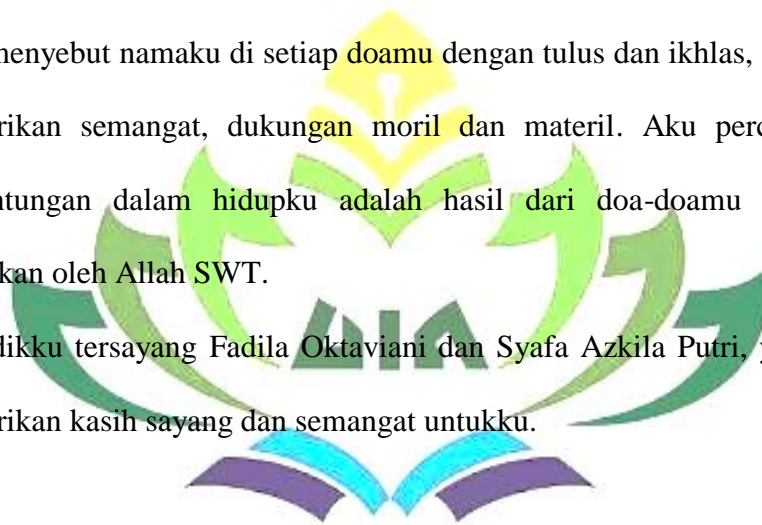 menyebut namaku di setiap doamu dengan tulus dan ikhlas,
rikan semangat, dukungan moril dan materil. Aku perc
ntungan dalam hidupku adalah hasil dari doa-doamu
kan oleh Allah SWT.
dikku tersayang Fadila Oktaviani dan Syafa Azkila Putri, y
rikan kasih sayang dan semangat untukku.